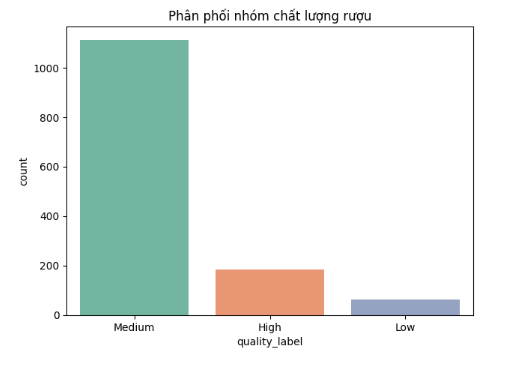 Phân phối nhóm chất lượng rượu
1000
800
600
400
200
0
count
Medium
High
Low
quality_label